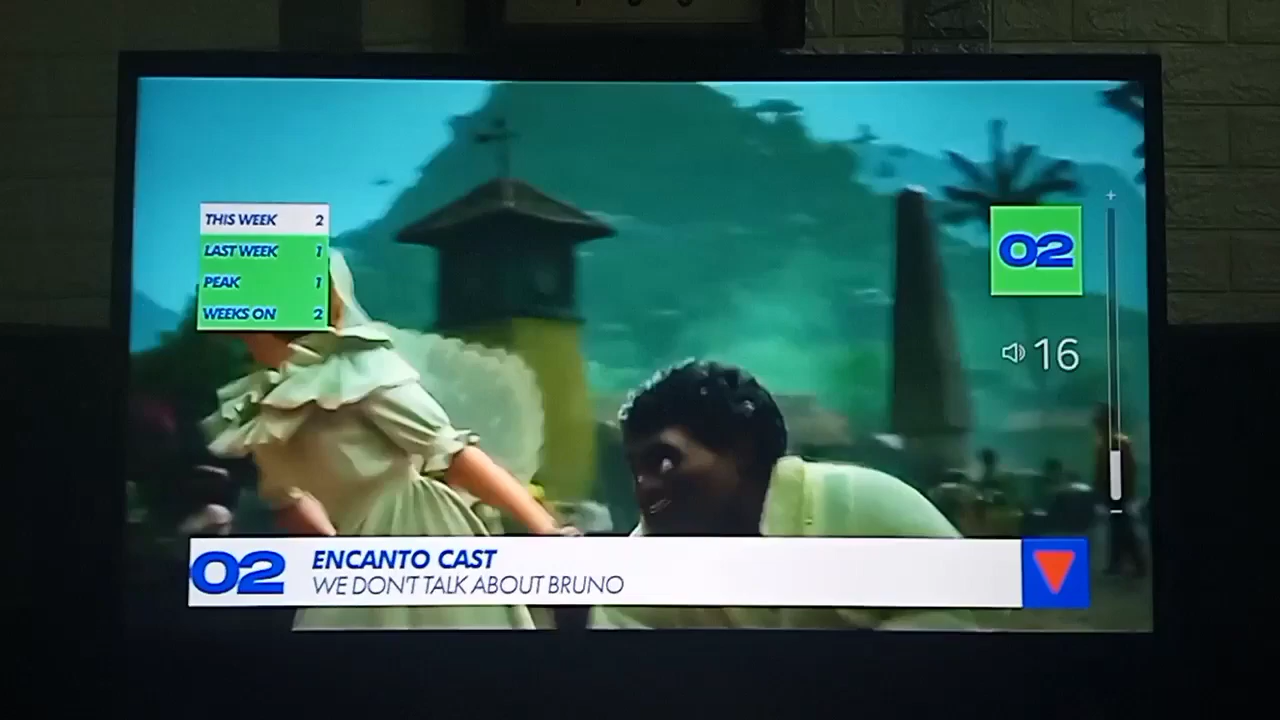 THIS WEEK 2
LAST WEEK 1
PEAK 1
WEEKS ON 2
02
16
02
ENCANTO CAST
WE DON'T TALK ABOUT BRUNO